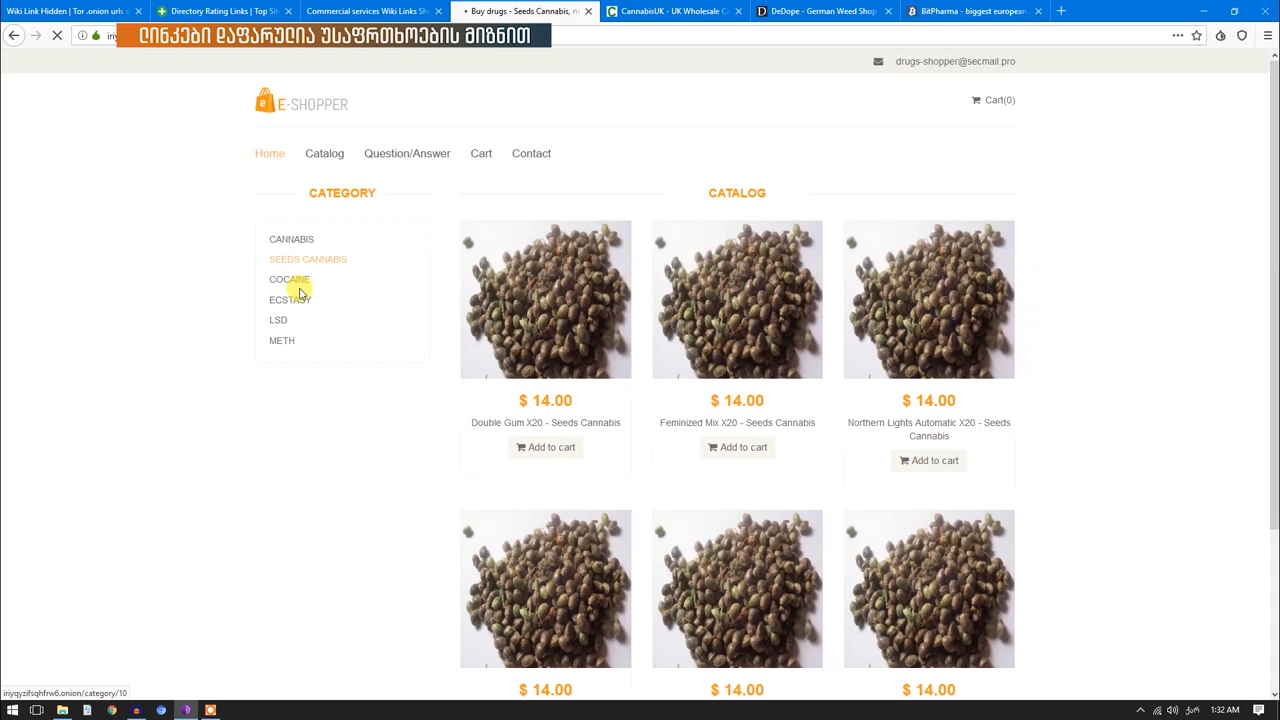 Wiki Link Hidden | Tor .onion urls d
Directory Rating Links | Top Sit
Commercial services Wiki Links Sho
Buy drugs - Seeds Cannabis, m
CannabisUK - UK Wholesale Ca
DeDope - German Weed Shop
BitPharma - biggest european
ლინკები დაფარულია უსაფრთხოების მიზნით
drugs-shopper@secmail.pro
E-SHOPPER
Cart(0)
Home
Catalog
Question/Answer
Cart
Contact
CATEGORY
CATALOG
CANNABIS
SEEDS CANNABIS
COCAINE
ECSTASY
LSD
METH
$ 14.00
$ 14.00
$ 14.00
Double Gum X20 - Seeds Cannabis
Feminized Mix X20 - Seeds Cannabis
Northern Lights Automatic X20 - Seeds
Cannabis
Add to cart
Add to cart
Add to cart
$ 14.00
$ 14.00
$ 14.00
iriyqyzifsqhfrw6.onion/category/10
1:32 AM